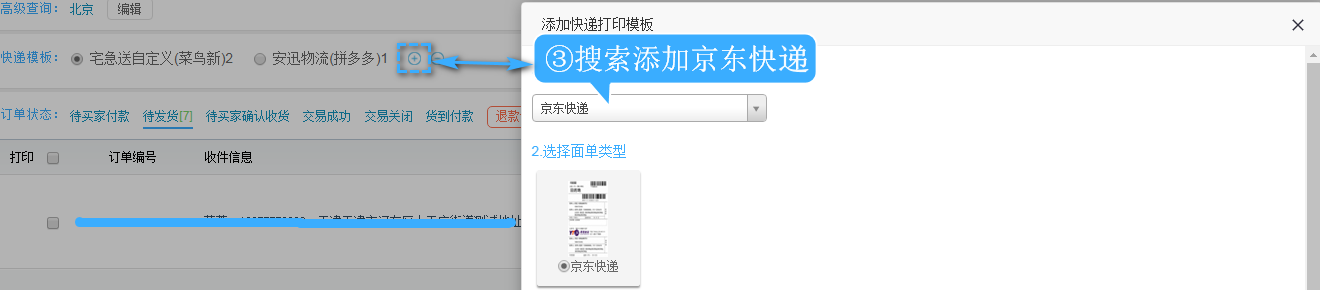 高级查询： 北京 编辑
快递模板： 宅急送自定义(菜鸟新)2 安迅物流(拼多多)1
订单状态： 待买家付款 待发货[7] 待买家确认收货 交易成功 交易关闭 货到付款 退款
打印 订单编号 收件信息
添加快递打印模板
③搜索添加京东快递
京东快递
2.选择面单类型
京东快递